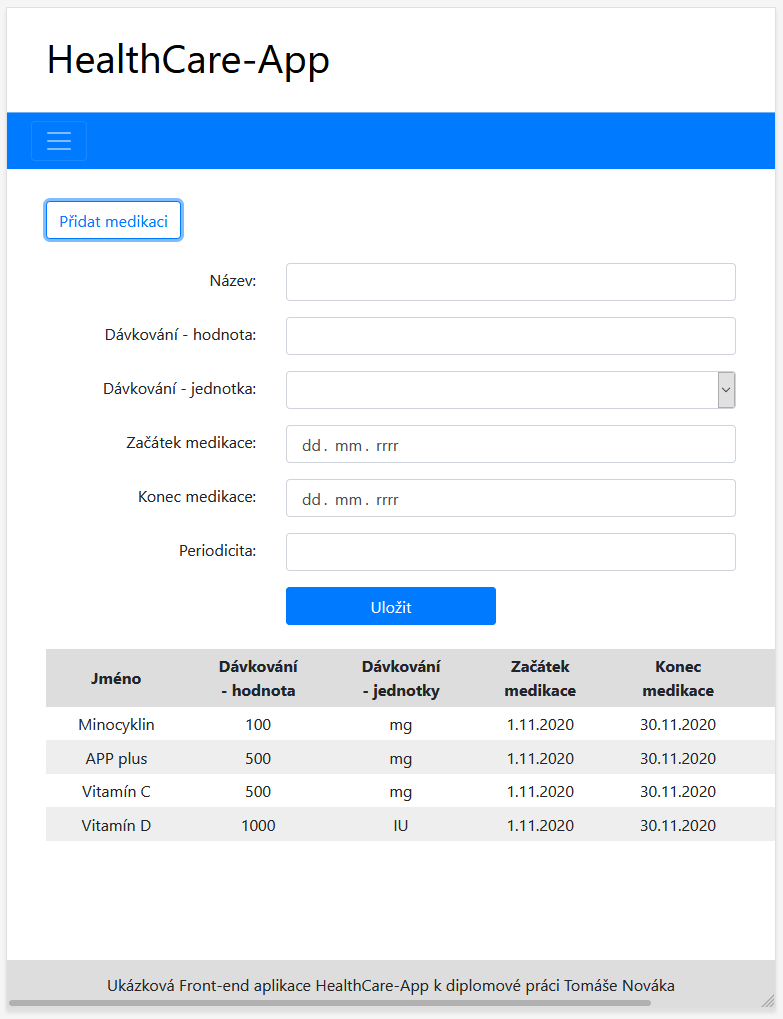 HealthCare-App
Přidat medikaci
Název:
Dávkování - hodnota:
Dávkování - jednotka:
Začátek medikace: dd. mm. rrrr
Konec medikace: dd. mm. rrrr
Periodicita:
Uložit
Jméno Dávkování - hodnota Dávkování - jednotky Začátek medikace Konec medikace
Minocyklin 100 mg 1.11.2020 30.11.2020
APP plus 500 mg 1.11.2020 30.11.2020
Vitamín C 500 mg 1.11.2020 30.11.2020
Vitamín D 1000 IU 1.11.2020 30.11.2020
Ukázková Front-end aplikace HealthCare-App k diplomové práci Tomáše Nováka